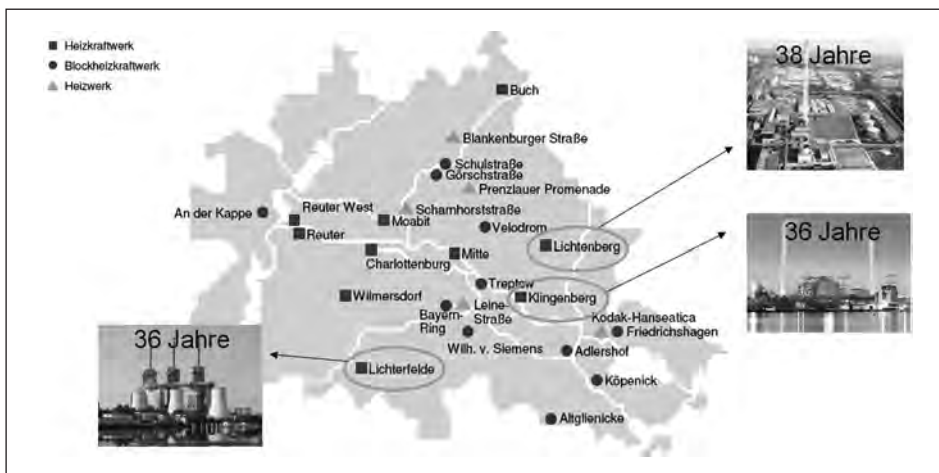 Heizkraftwerk
Blockheizkraftwerk
Heizwerk
38 Jahre
Buch
Blankenburger Straße
Schulstraße
Görschstraße
Prenzlauer Promenade
An der Kappe
Reuter West
Scharnhorststraße
Moabit
Velodrom
Reuter
Lichtenberg
36 Jahre
Charlottenburg
Mitte
Treptow
Wilmersdorf
Klingenberg
Bayern-
Ring
Leine-
Straße
Kodak-Hanseatica
Friedrichshagen
36 Jahre
Wilh. v. Siemens
Adlershof
Lichterfelde
Köpenick
Altglienicke